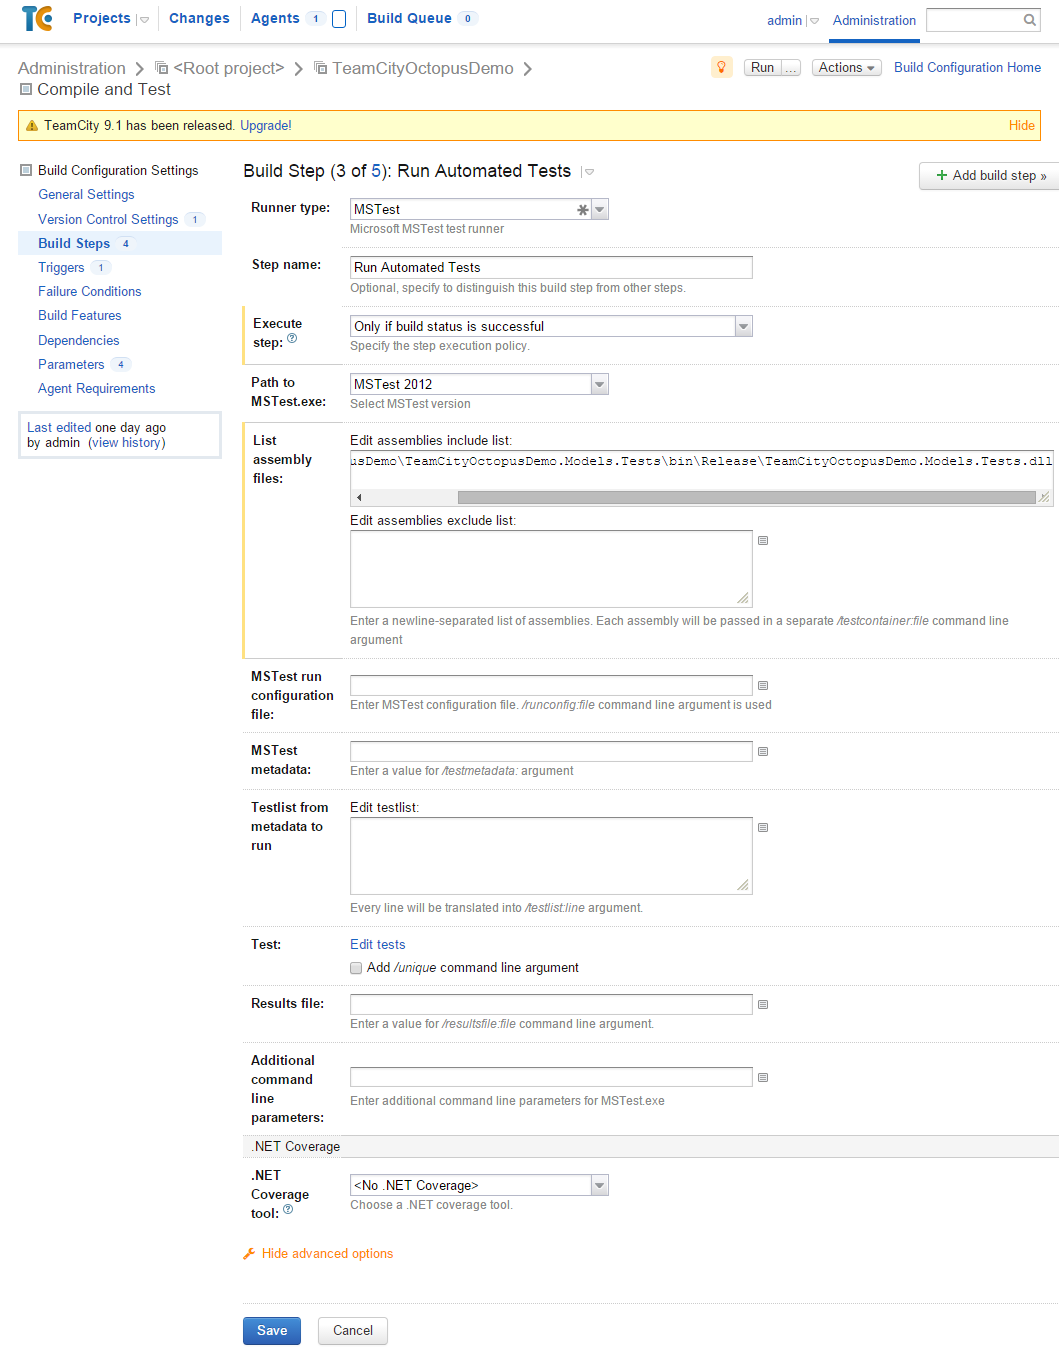 TC Projects Changes Agents 1 Build Queue 0 admin Administration
Administration <Root project> TeamCityOctopusDemo Run ... Actions Build Configuration Home
Compile and Test
TeamCity 9.1 has been released. Upgrade! Hide
Build Configuration Settings
General Settings
Version Control Settings 1
Build Steps 4
Triggers 1
Failure Conditions
Build Features
Dependencies
Parameters 4
Agent Requirements
Last edited one day ago
by admin (view history)
Build Step (3 of 5): Run Automated Tests
+ Add build step »
Runner type: MSTest
Microsoft MSTest test runner
Step name: Run Automated Tests
Optional, specify to distinguish this build step from other steps.
Execute
step: ? Only if build status is successful
Specify the step execution policy.
Path to
MSTest.exe: MSTest 2012
Select MSTest version
List
assembly
files:
Edit assemblies include list:
usDemo\TeamCityOctopusDemo.Models.Tests\bin\Release\TeamCityOctopusDemo.Models.Tests.dll
Edit assemblies exclude list:
Enter a newline-separated list of assemblies. Each assembly will be passed in a separate /testcontainer:file command line
argument
MSTest run
configuration
file:
Enter MSTest configuration file. /runconfig:file command line argument is used
MSTest
metadata:
Enter a value for /testmetadata: argument
Testlist from
metadata to
run
Edit testlist:
Every line will be translated into /testlist:line argument.
Test: Edit tests
Add /unique command line argument
Results file:
Enter a value for /resultsfile:file command line argument.
Additional
command
line
parameters:
Enter additional command line parameters for MSTest.exe
.NET Coverage
.NET
Coverage
tool: ? <No .NET Coverage>
Choose a .NET coverage tool.
Hide advanced options
Save Cancel